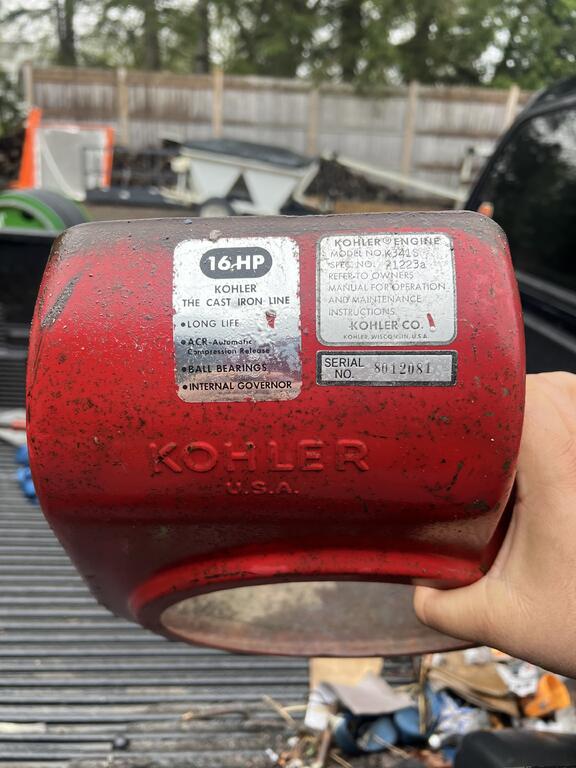 16 HP
KOHLER
THE CAST IRON LINE
•LONG LIFE
•ACR-Automatic
Compression Release
•BALL BEARINGS
•INTERNAL GOVERNOR
KOHLER® ENGINE
MODEL NO. K341S
SPEC. NO. 71223a
REFER TO OWNERS
MANUAL FOR OPERATION
AND MAINTENANCE
INSTRUCTIONS.
KOHLER CO.
KOHLER, WISCONSIN, U.S.A.
SERIAL
NO. 8012081
KOHLER
U.S.A.